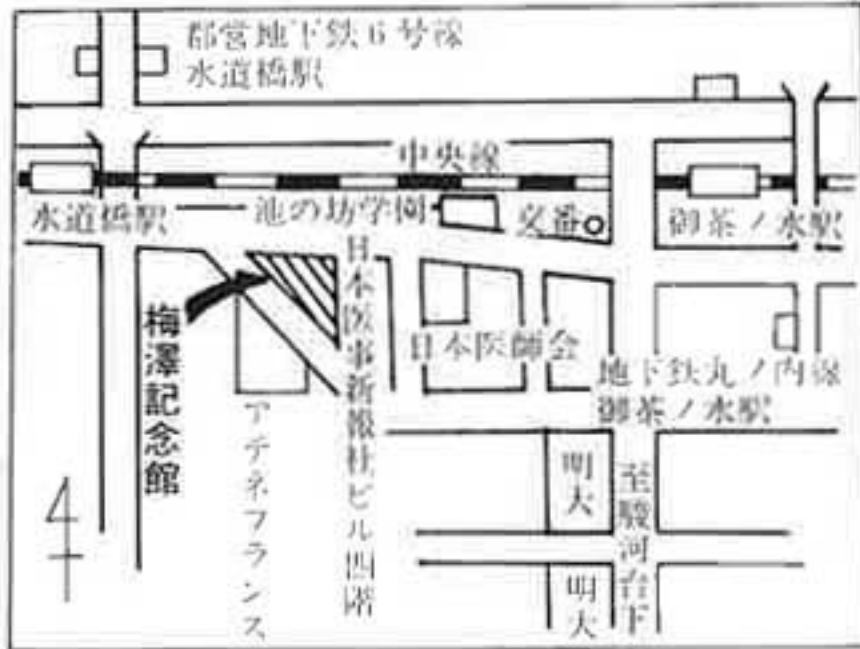 都営地下鉄6号線
水道橋駅
中央線
水道橋駅
池の坊学園
交番
御茶ノ水駅
梅澤記念館
アテネフランス
日本医事新報社ビル四階
日本医師会
地下鉄丸ノ内線
御茶ノ水駅
明大
至駿河台下
明大